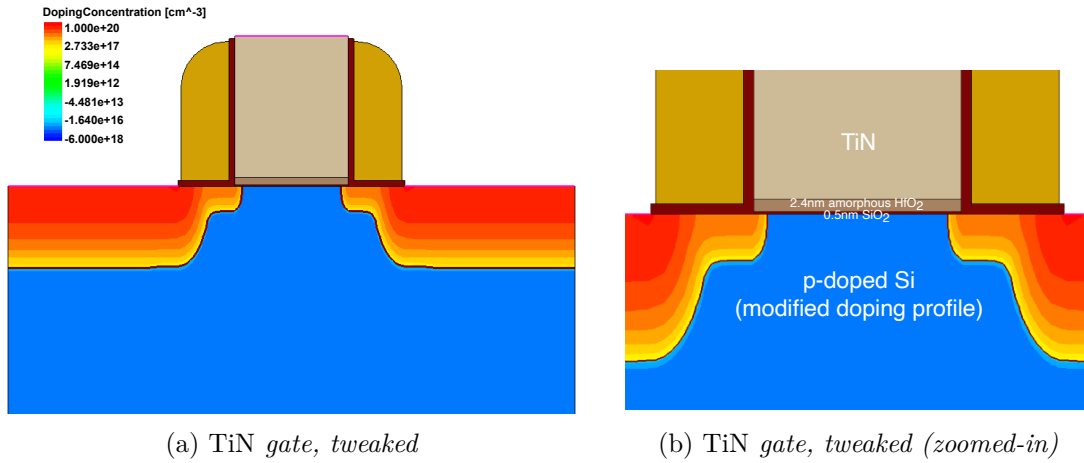 DopingConcentration [cm^-3]
1.000e+20
2.733e+17
7.469e+14
1.919e+12
-4.481e+13
-1.640e+16
-6.000e+18
TiN
2.4nm amorphous HfO₂
0.5nm SiO₂
p-doped Si
(modified doping profile)
(a) TiN gate, tweaked
(b) TiN gate, tweaked (zoomed-in)